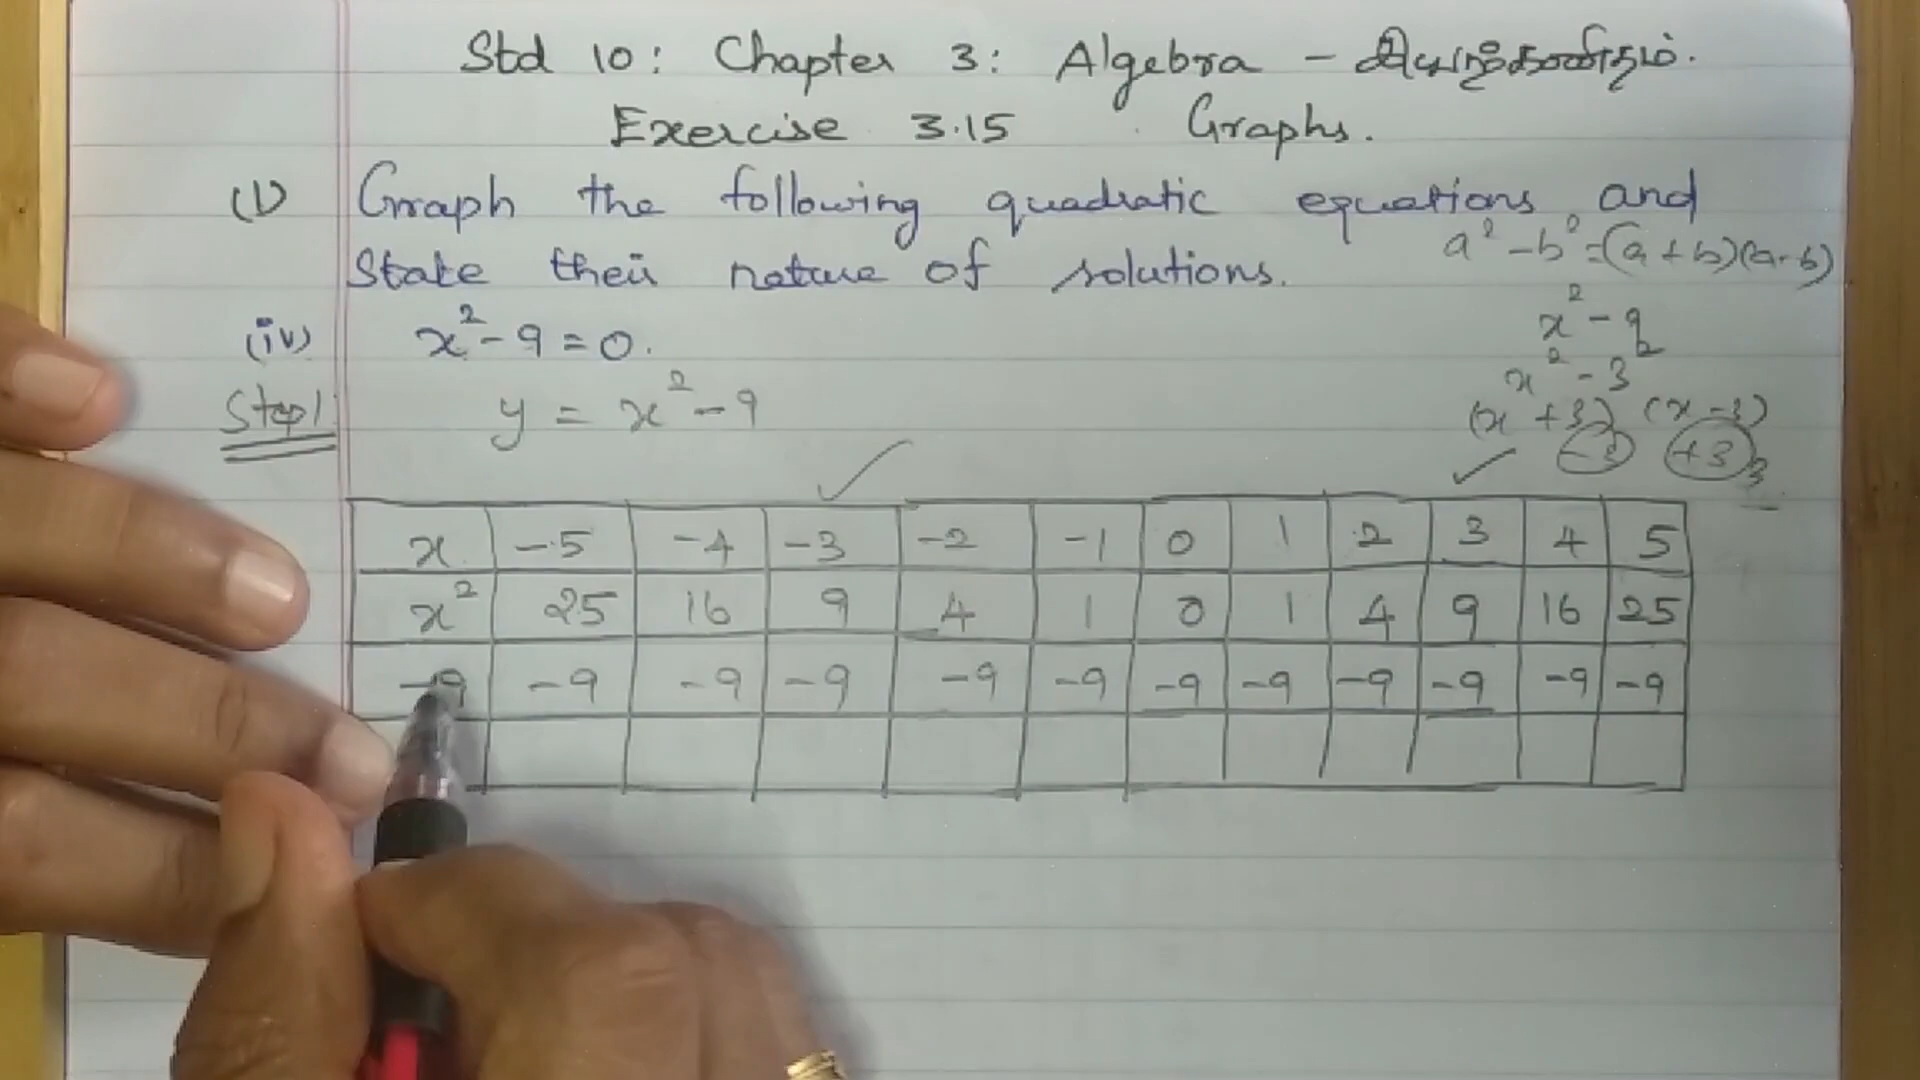 Std 10: Chapter 3: Algebra - இயற்கணிதம்.
Exercise 3.15 Graphs.
(1) Graph the following quadratic equations and
State their nature of solutions.
a² - b² = (a + b)(a - b)
(iv) x² - 9 = 0.
x² - 9
x² - 3²
Step 1 y = x² - 9
(x + 3) (x - 3)
-3 +3
x -5 -4 -3 -2 -1 0 1 2 3 4 5
x² 25 16 9 4 1 0 1 4 9 16 25
-9 -9 -9 -9 -9 -9 -9 -9 -9 -9 -9 -9